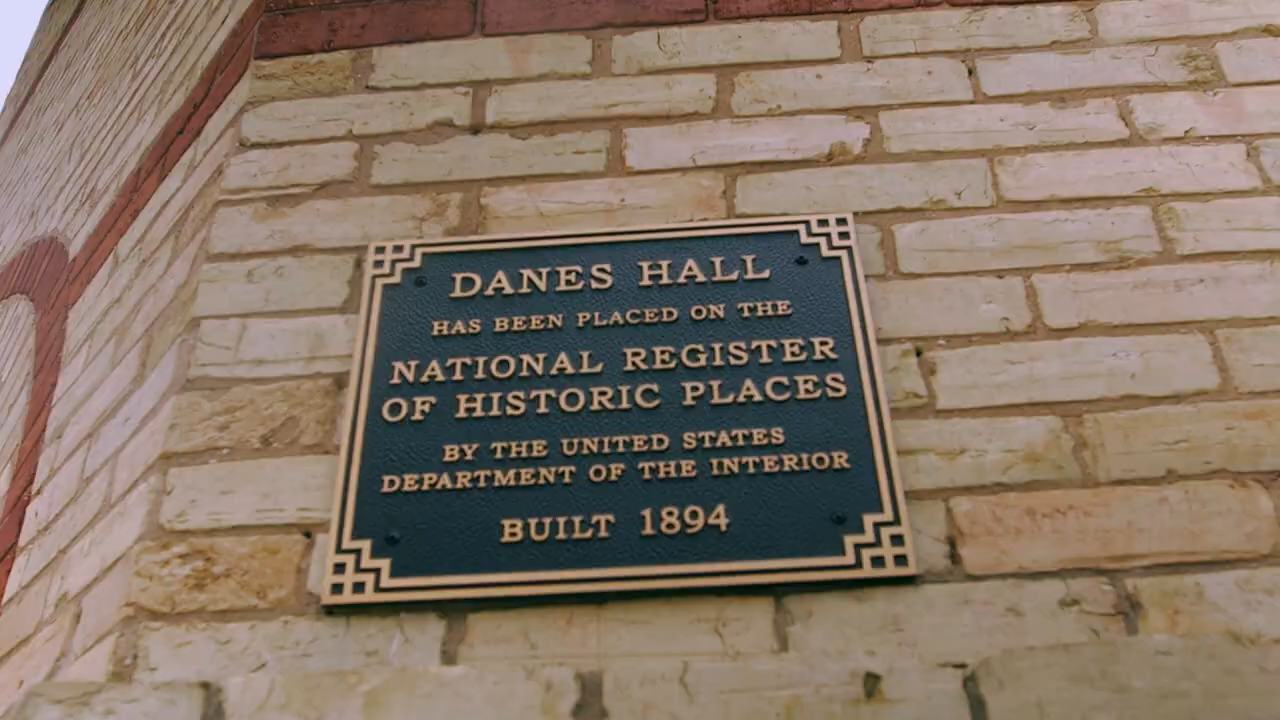 DANES HALL
HAS BEEN PLACED ON THE
NATIONAL REGISTER
OF HISTORIC PLACES
BY THE UNITED STATES
DEPARTMENT OF THE INTERIOR
BUILT 1894